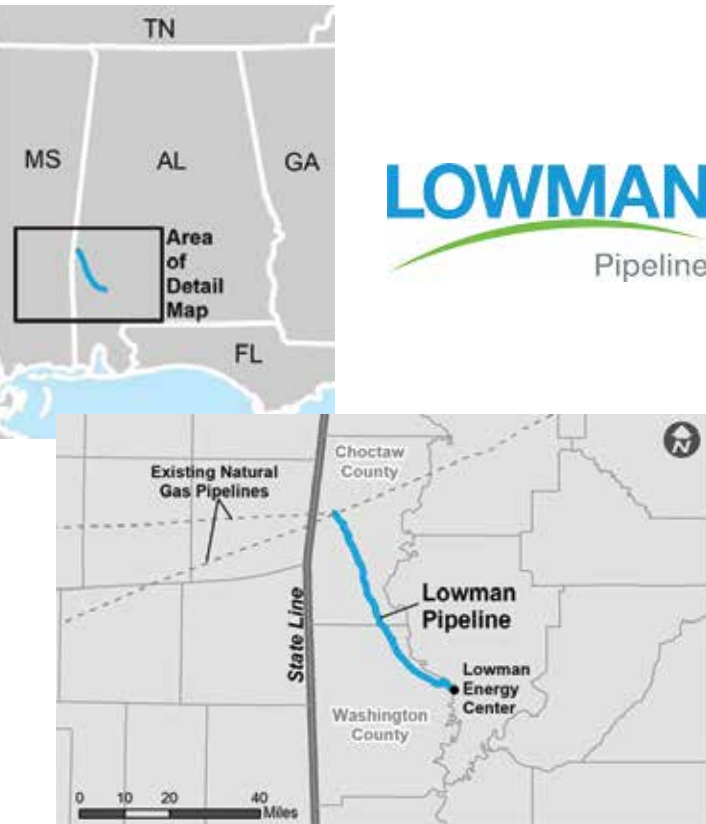 TN
MS
AL
GA
Area
of
Detail
Map
FL
LOWMAN
Pipeline
N
Choctaw
County
Existing Natural
Gas Pipelines
State Line
Lowman
Pipeline
Lowman
Energy
Center
Washington
County
0 10 20 40
Miles